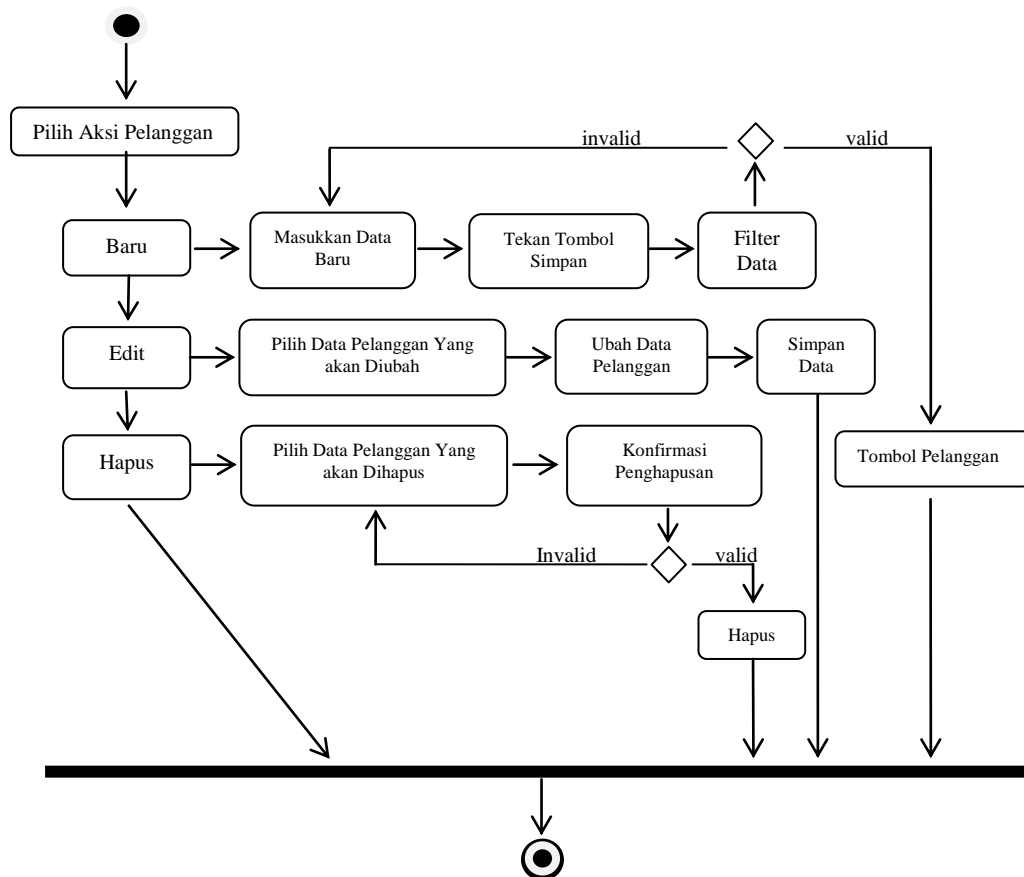 Pilih Aksi Pelanggan
invalid
valid
Baru
Masukkan Data
Baru
Tekan Tombol
Simpan
Filter
Data
Edit
Pilih Data Pelanggan Yang
akan Diubah
Ubah Data
Pelanggan
Simpan
Data
Hapus
Pilih Data Pelanggan Yang
akan Dihapus
Konfirmasi
Penghapusan
Tombol Pelanggan
Invalid
valid
Hapus